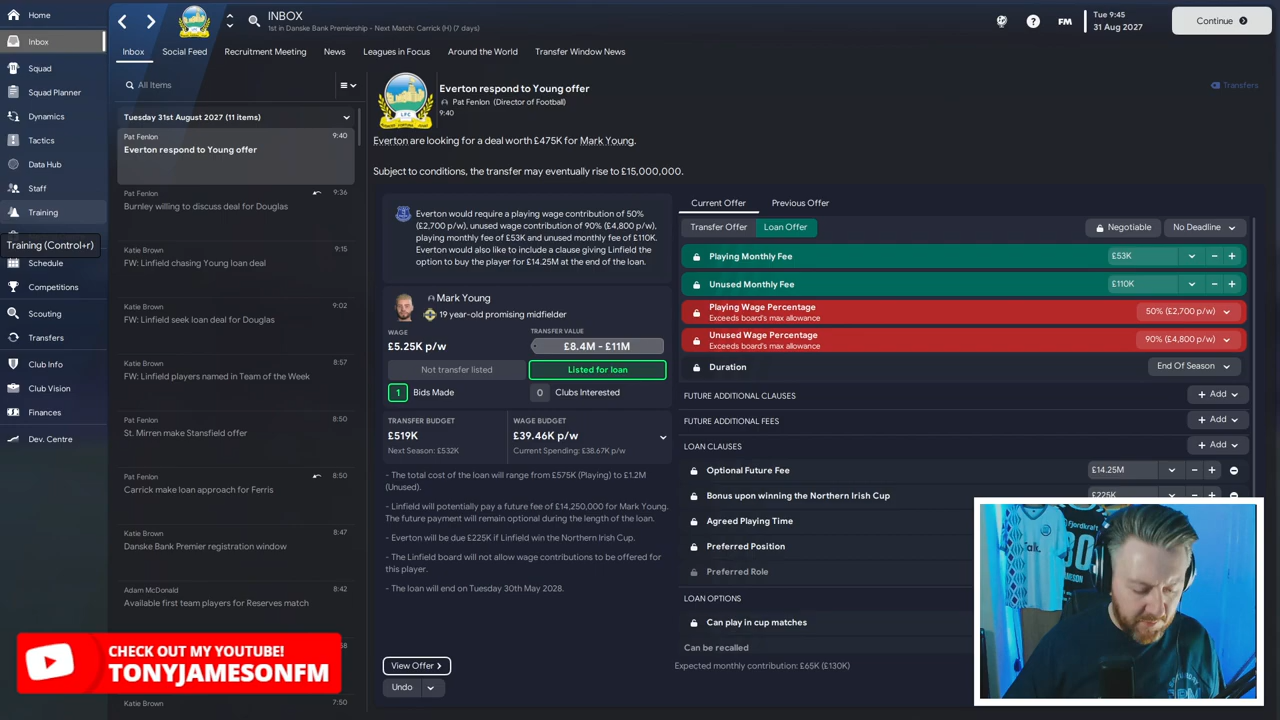 Home
Inbox
Squad
Squad Planner
Dynamics
Tactics
Data Hub
Staff
Training
Training (Control+r)
Schedule
Competitions
Scouting
Transfers
Club Info
Club Vision
Finances
Dev. Centre
INBOX
1st in Danske Bank Premiership - Next Match: Carrick (H) (7 days)
FM
Tue 9:45
31 Aug 2027
Continue
Inbox
Social Feed
Recruitment Meeting
News
Leagues in Focus
Around the World
Transfer Window News
All Items
Tuesday 31st August 2027 (11 items)
Pat Fenlon
9:40
Everton respond to Young offer
Pat Fenlon
9:36
Burnley willing to discuss deal for Douglas
Katie Brown
9:15
FW: Linfield chasing Young loan deal
Katie Brown
9:02
FW: Linfield seek loan deal for Douglas
Katie Brown
8:57
FW: Linfield players named in Team of the Week
Pat Fenlon
8:50
St. Mirren make Stansfield offer
Pat Fenlon
8:50
Carrick make loan approach for Ferris
Katie Brown
8:47
Danske Bank Premier registration window
Adam McDonald
8:42
Available first team players for Reserves match
7:50
Everton respond to Young offer
Pat Fenlon (Director of Football)
9:40
Transfers
Everton are looking for a deal worth £475K for Mark Young.
Subject to conditions, the transfer may eventually rise to £15,000,000.
Everton would require a playing wage contribution of 50%
(£2,700 p/w), unused wage contribution of 90% (£4,800 p/w),
playing monthly fee of £53K and unused monthly fee of £110K.
Everton would also like to include a clause giving Linfield the
option to buy the player for £14.25M at the end of the loan.
Mark Young
19 year-old promising midfielder
WAGE
£5.25K p/w
TRANSFER VALUE
£8.4M - £11M
Not transfer listed
Listed for loan
1
Bids Made
0
Clubs Interested
TRANSFER BUDGET
£519K
Next Season: £532K
WAGE BUDGET
£39.46K p/w
Current Spending: £38.67K p/w
- The total cost of the loan will range from £575K (Playing) to £1.2M
(Unused).
- Linfield will potentially pay a future fee of £14,250,000 for Mark Young.
The future payment will remain optional during the length of the loan.
- Everton will be due £225K if Linfield win the Northern Irish Cup.
- The Linfield board will not allow wage contributions to be offered for
this player.
- The loan will end on Tuesday 30th May 2028.
View Offer
Undo
Current Offer
Previous Offer
Transfer Offer
Loan Offer
Negotiable
No Deadline
Playing Monthly Fee
£53K
Unused Monthly Fee
£110K
Playing Wage Percentage
Exceeds board's max allowance
50% (£2,700 p/w)
Unused Wage Percentage
Exceeds board's max allowance
90% (£4,800 p/w)
Duration
End Of Season
FUTURE ADDITIONAL CLAUSES
Add
FUTURE ADDITIONAL FEES
Add
LOAN CLAUSES
Add
Optional Future Fee
£14.25M
Bonus upon winning the Northern Irish Cup
£225K
Agreed Playing Time
Preferred Position
Preferred Role
LOAN OPTIONS
Can play in cup matches
Can be recalled
Expected monthly contribution: £65K (£130K)
CHECK OUT MY YOUTUBE!
TONYJAMESONFM